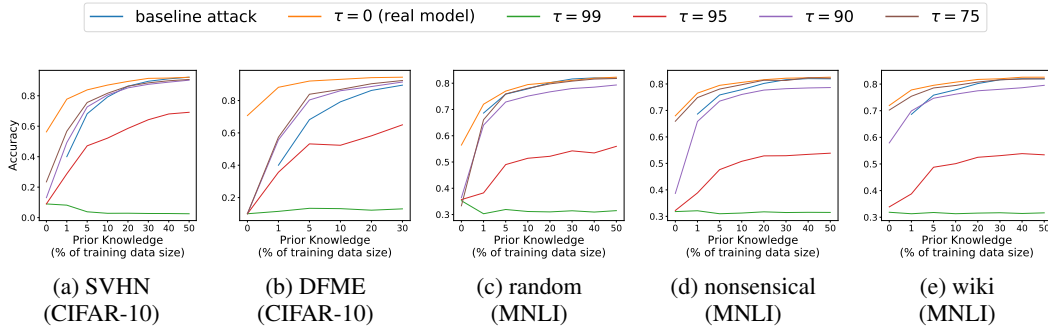 baseline attack τ = 0 (real model) τ = 99 τ = 95 τ = 90 τ = 75
Accuracy
0.8
0.6
0.4
0.2
0.0
0 1 5 10 20 30 40 50
Prior Knowledge
(% of training data size)
(a) SVHN
(CIFAR-10)
0.8
0.6
0.4
0.2
0 1 5 10 20 30
Prior Knowledge
(% of training data size)
(b) DFME
(CIFAR-10)
0.8
0.7
0.6
0.5
0.4
0.3
0 1 5 10 20 30 40 50
Prior Knowledge
(% of training data size)
(c) random
(MNLI)
0.8
0.7
0.6
0.5
0.4
0.3
0 1 5 10 20 30 40 50
Prior Knowledge
(% of training data size)
(d) nonsensical
(MNLI)
0.8
0.7
0.6
0.5
0.4
0.3
0 1 5 10 20 30 40 50
Prior Knowledge
(% of training data size)
(e) wiki
(MNLI)